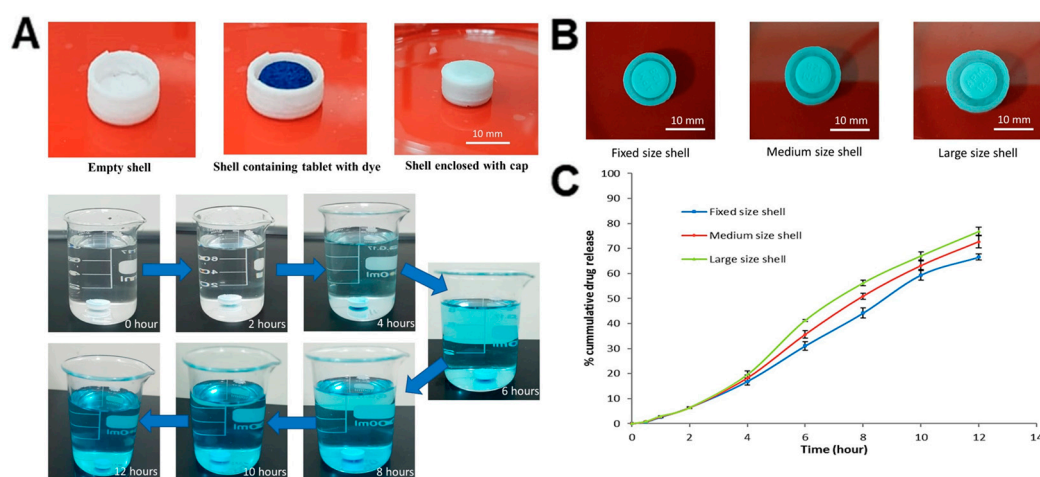 A
10 mm
Empty shell
Shell containing tablet with dye
Shell enclosed with cap
0 hour
2 hours
4 hours
6 hours
8 hours
10 hours
12 hours
B
10 mm
10 mm
10 mm
Fixed size shell
Medium size shell
Large size shell
C
100
90
80
70
60
50
40
30
20
10
0
% cummulative drug release
Fixed size shell
Medium size shell
Large size shell
0
2
4
6
8
10
12
14
Time (hour)